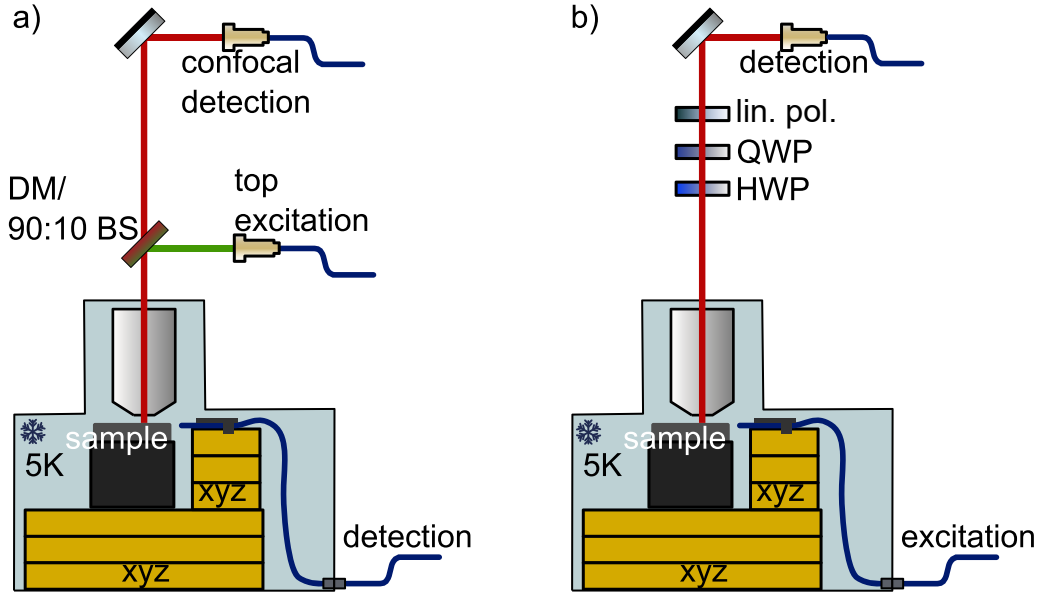 a)
confocal
detection
DM/
90:10 BS
top
excitation
sample
5K
xyz
xyz
detection
b)
detection
lin. pol.
QWP
HWP
sample
5K
xyz
xyz
excitation